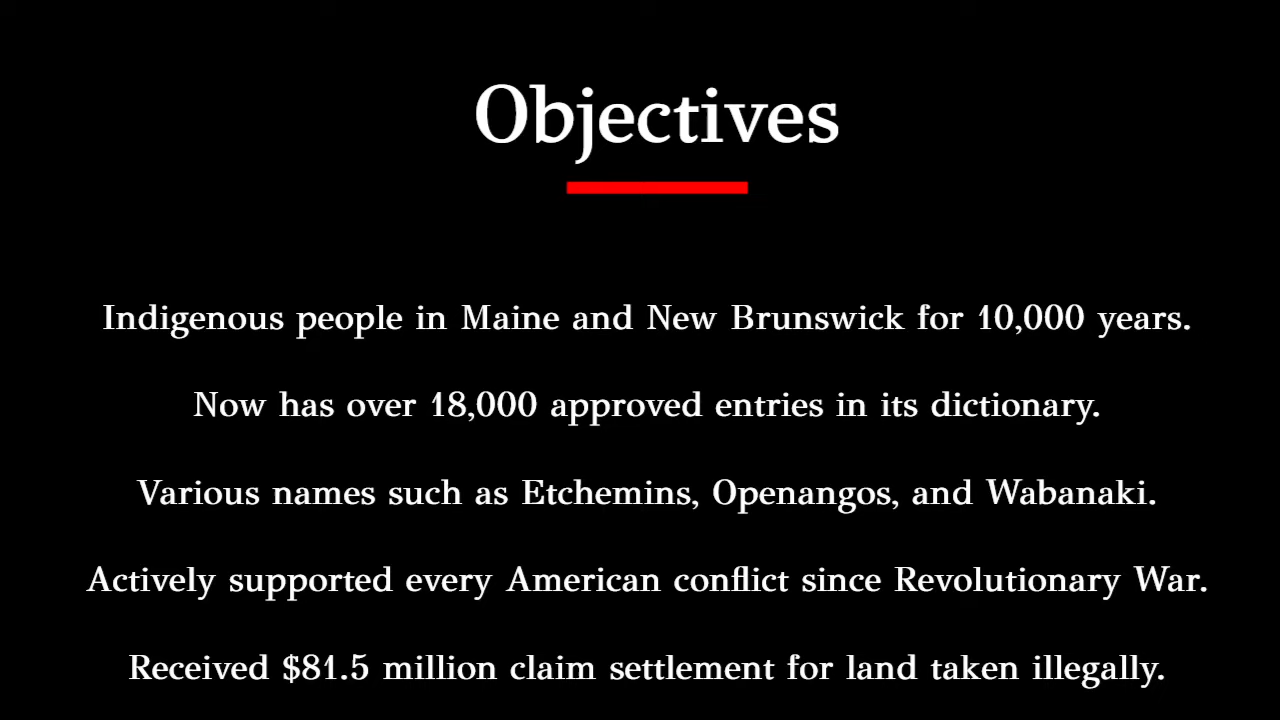 Objectives
Indigenous people in Maine and New Brunswick for 10,000 years.
Now has over 18,000 approved entries in its dictionary.
Various names such as Etchemins, Openangos, and Wabanaki.
Actively supported every American conflict since Revolutionary War.
Received $81.5 million claim settlement for land taken illegally.